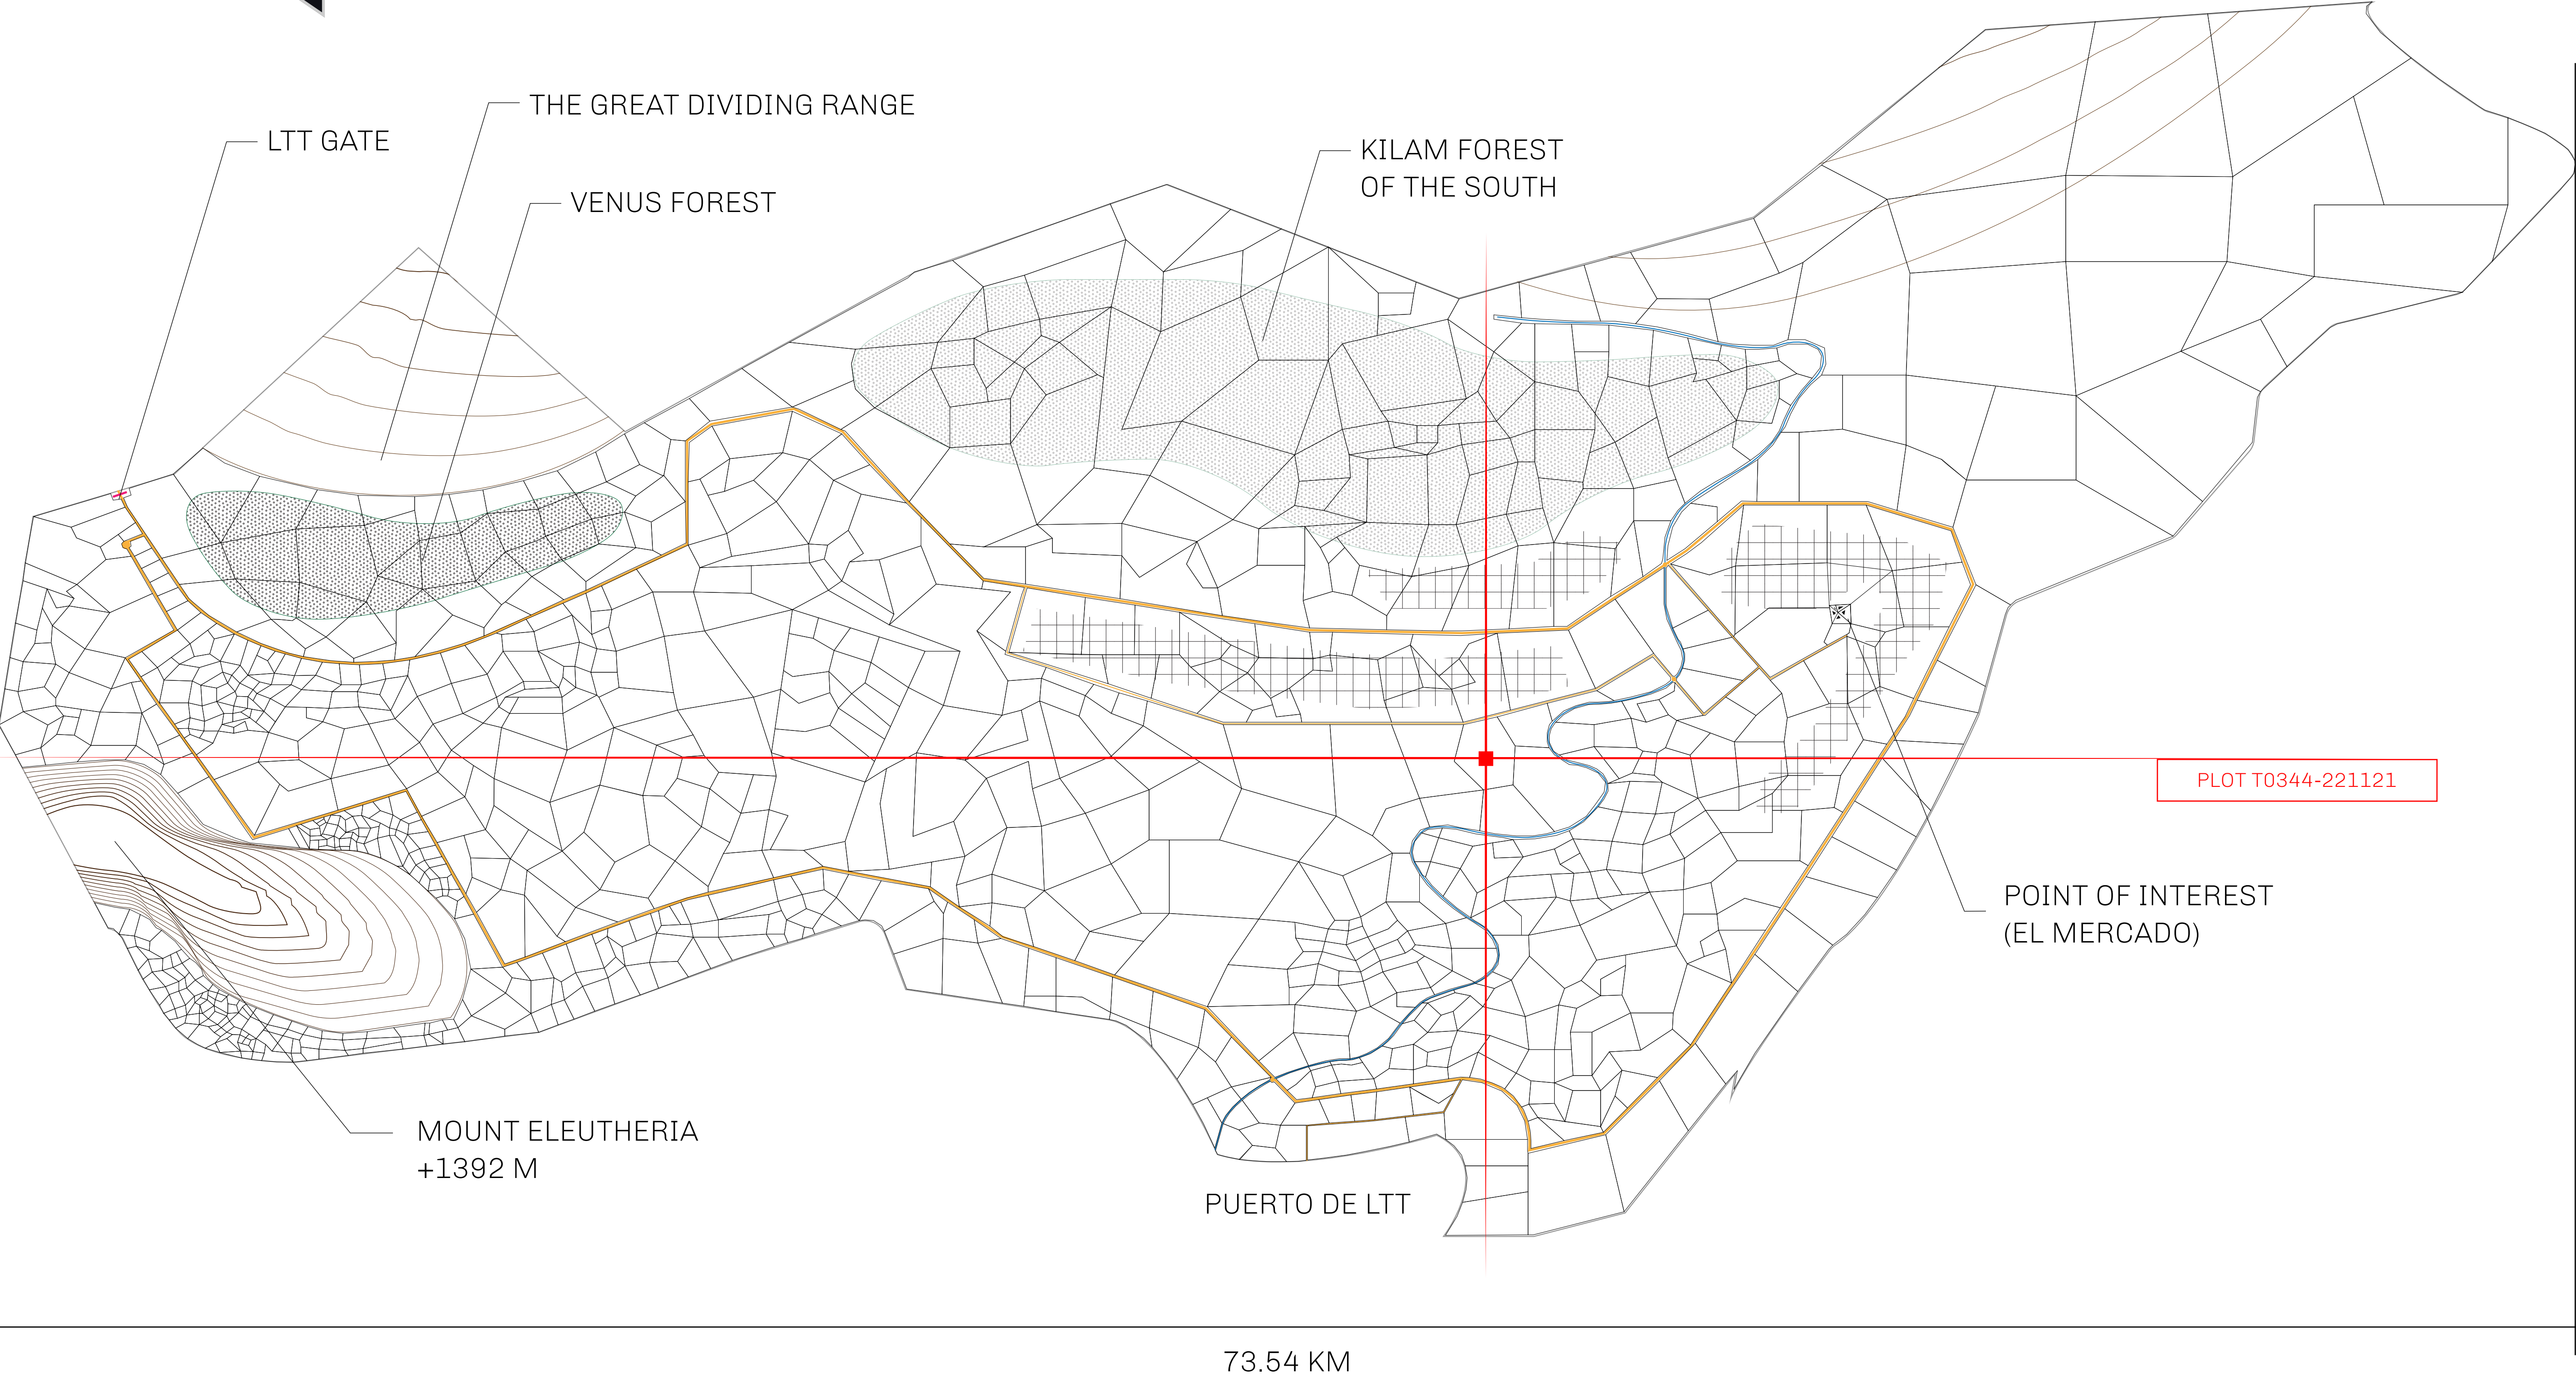 THE GREAT DIVIDING RANGE
LTT GATE
KILAM FOREST
OF THE SOUTH
VENUS FOREST
PLOT T0344-221121
POINT OF INTEREST
(EL MERCADO)
MOUNT ELEUTHERIA
+1392 M
PUERTO DE LTT
73.54 KM